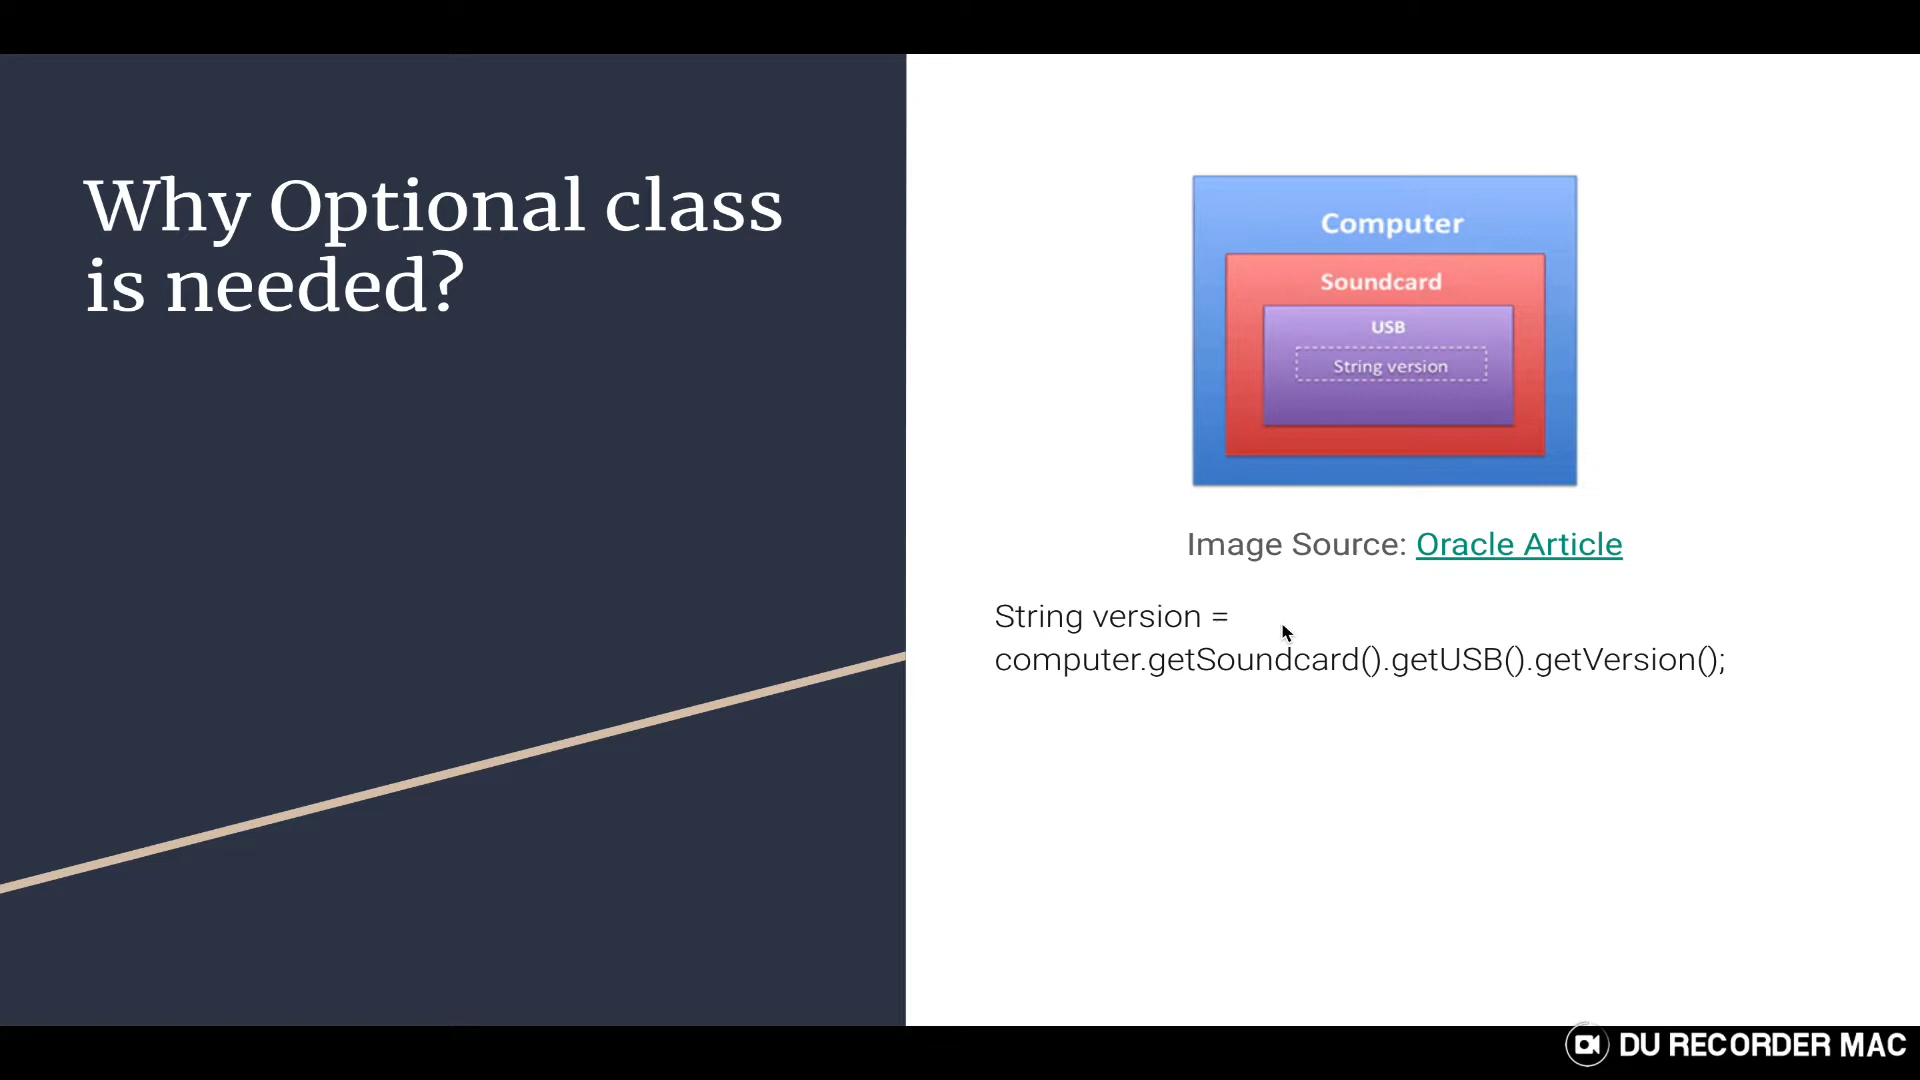 Why Optional class
is needed?
Computer
Soundcard
USB
String version
Image Source: Oracle Article
String version =
computer.getSoundcard().getUSB().getVersion();
DU RECORDER MAC